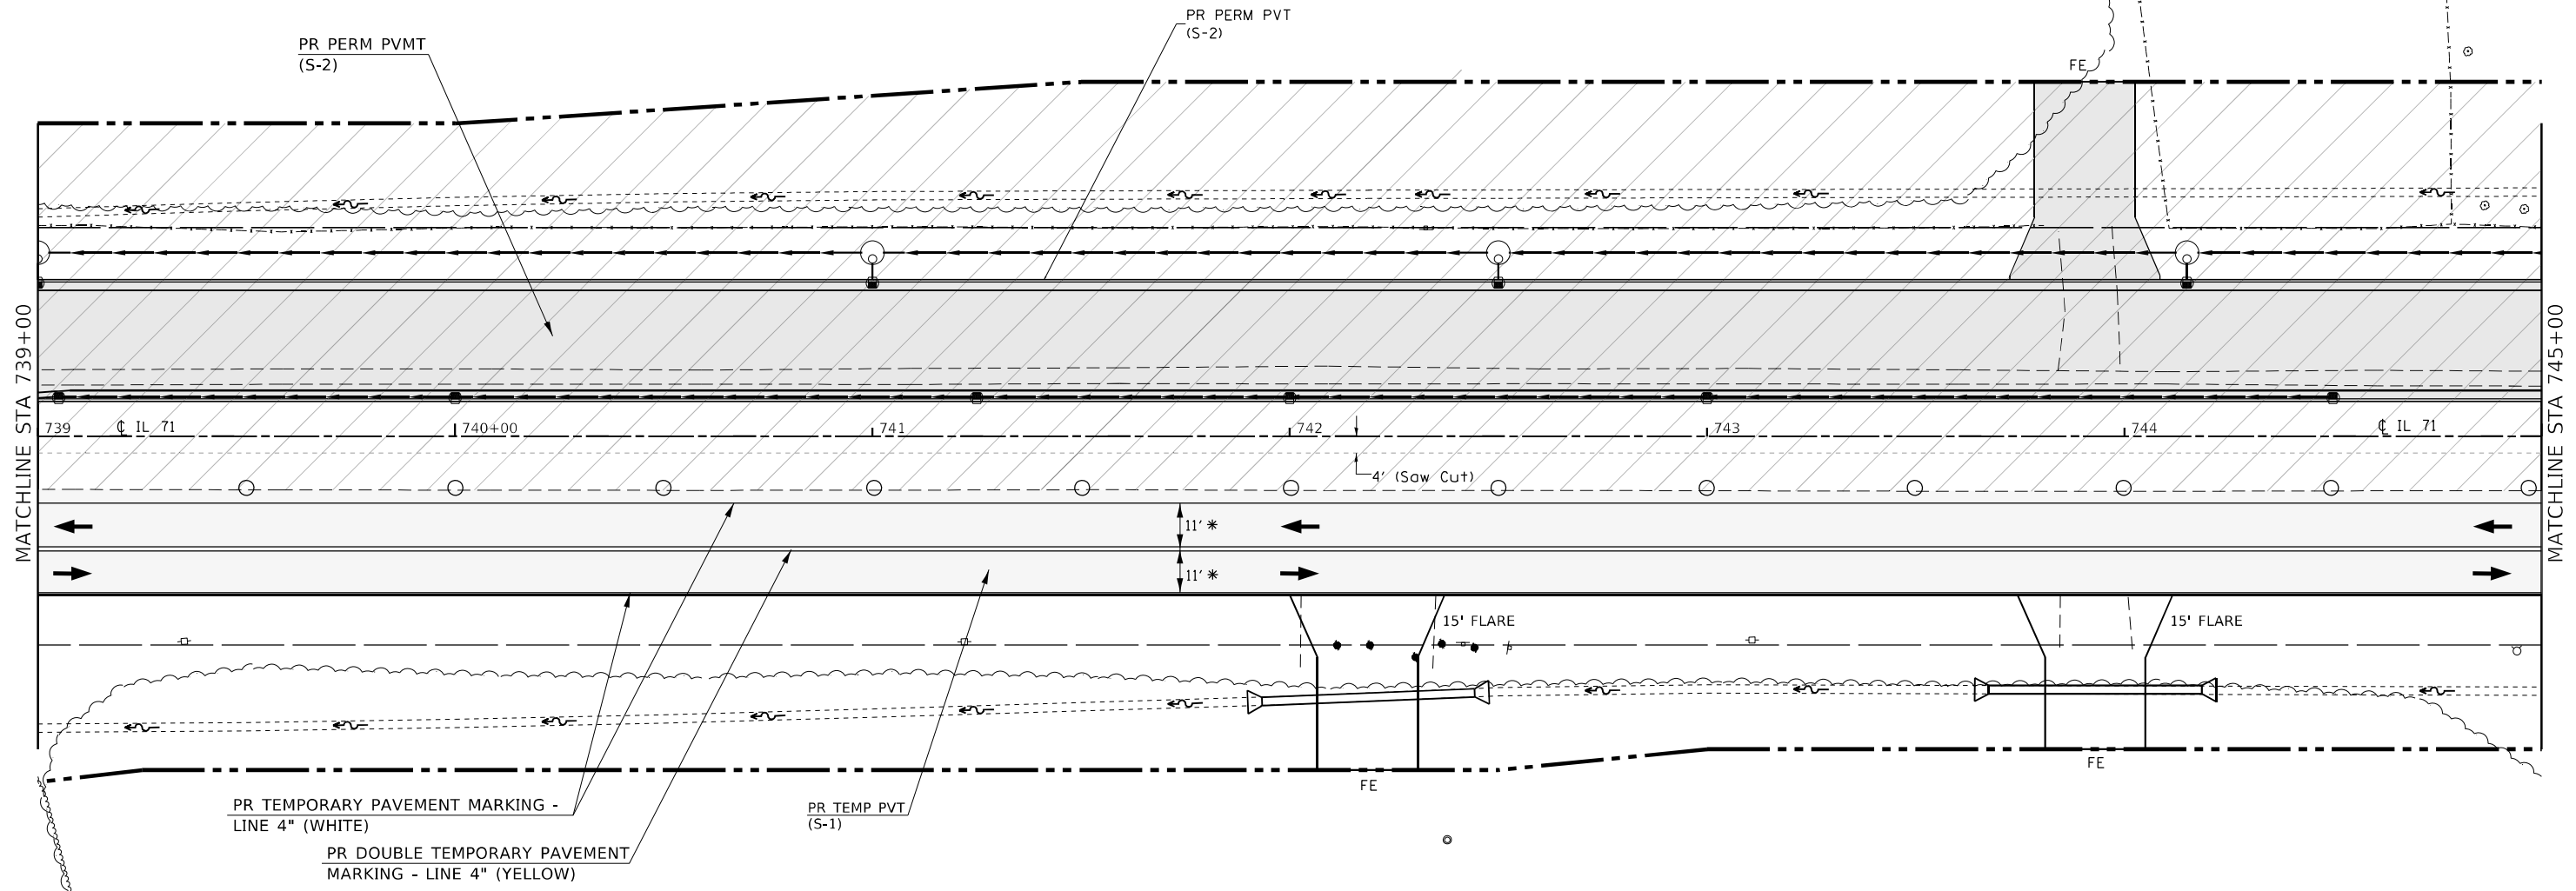 PR PERM PVT
(S-2)
PR PERM PVMT
(S-2)
FE
MATCHLINE STA 739+00
MATCHLINE STA 745+00
739
℄ IL 71
740+00
741
742
743
744
℄ IL 71
4' (Saw Cut)
11' *
11' *
15' FLARE
15' FLARE
FE
FE
PR TEMPORARY PAVEMENT MARKING -
LINE 4" (WHITE)
PR TEMP PVT
(S-1)
PR DOUBLE TEMPORARY PAVEMENT
MARKING - LINE 4" (YELLOW)